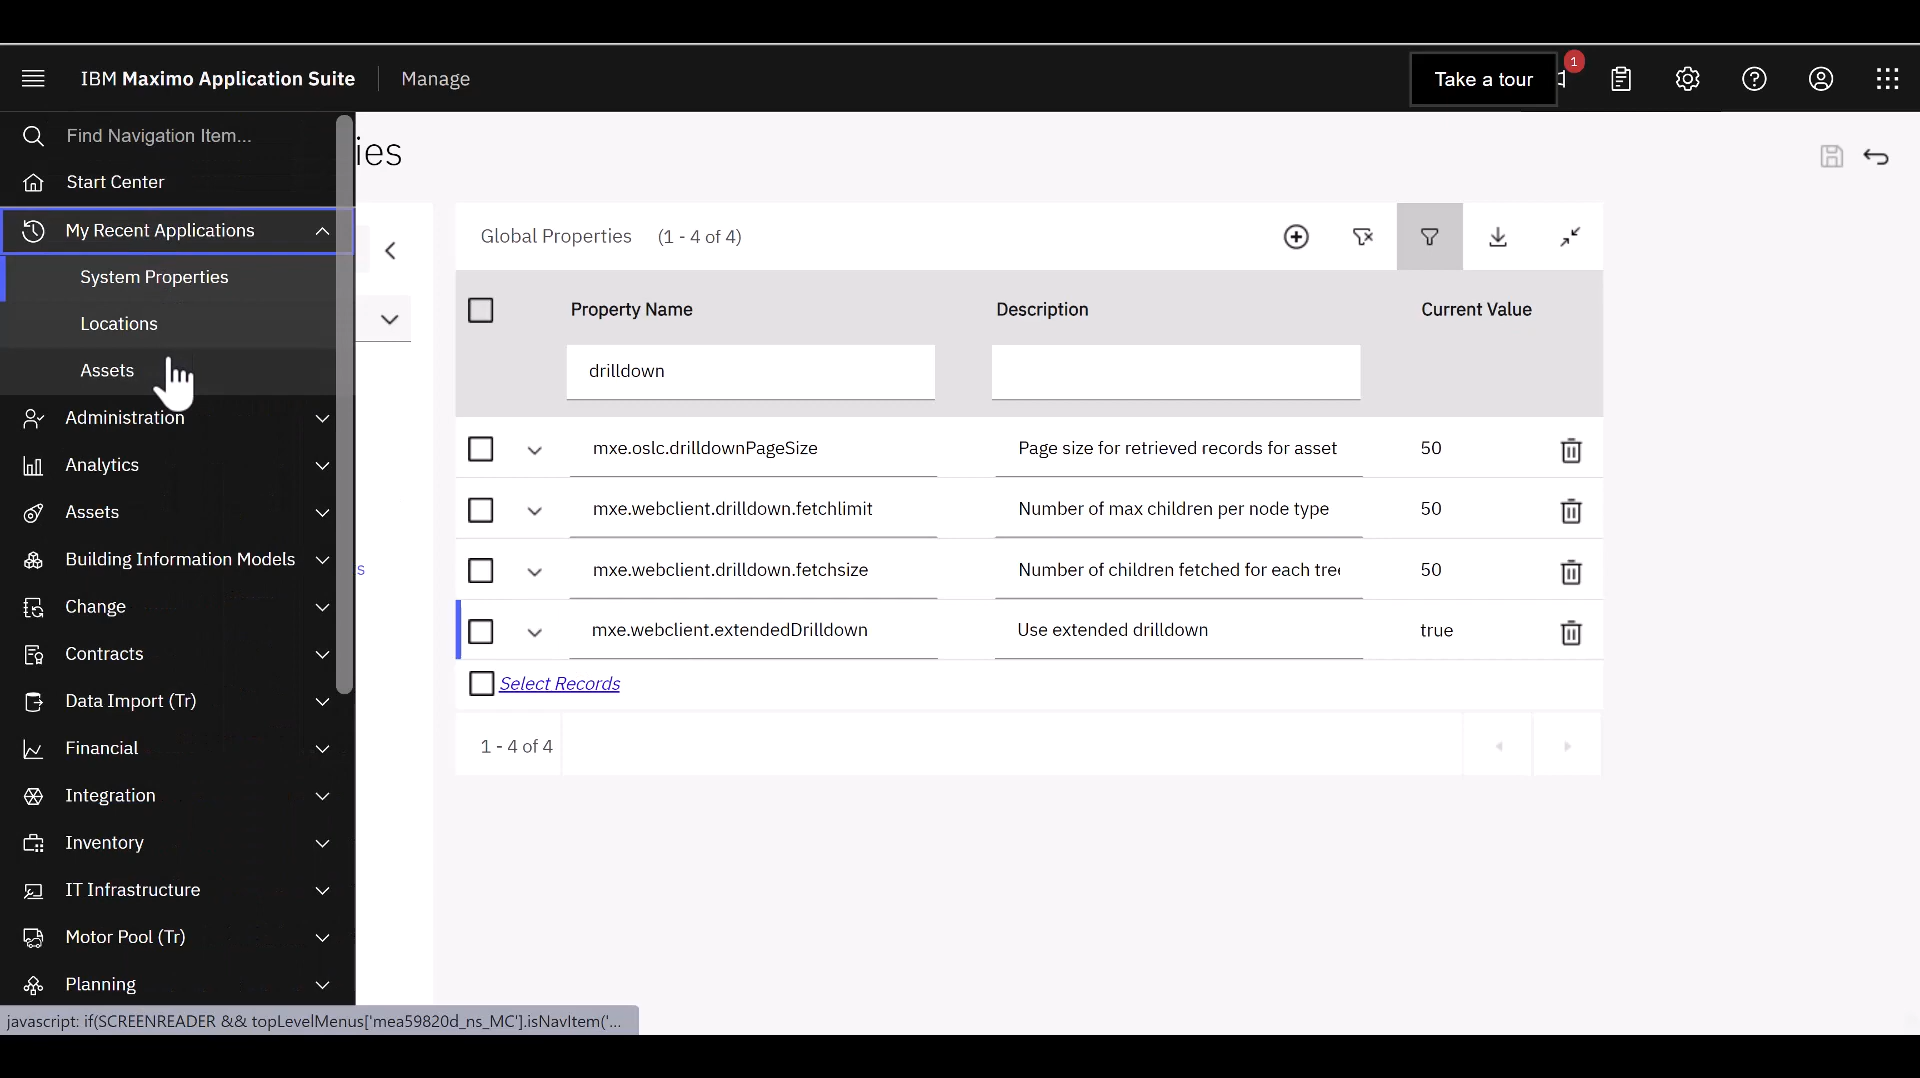 IBM Maximo Application Suite
Manage
Take a tour
1
Find Navigation Item...
Start Center
My Recent Applications
System Properties
Locations
Assets
Administration
Analytics
Assets
Building Information Models
Change
Contracts
Data Import (Tr)
Financial
Integration
Inventory
IT Infrastructure
Motor Pool (Tr)
Planning
javascript: if(SCREENREADER && topLevelMenus['mea59820d_ns_MC'].isNavItem('...
ies
s
Global Properties (1 - 4 of 4)
Property Name Description Current Value
drilldown
mxe.oslc.drilldownPageSize Page size for retrieved records for asset 50
mxe.webclient.drilldown.fetchlimit Number of max children per node type 50
mxe.webclient.drilldown.fetchsize Number of children fetched for each tre 50
mxe.webclient.extendedDrilldown Use extended drilldown true
Select Records
1 - 4 of 4